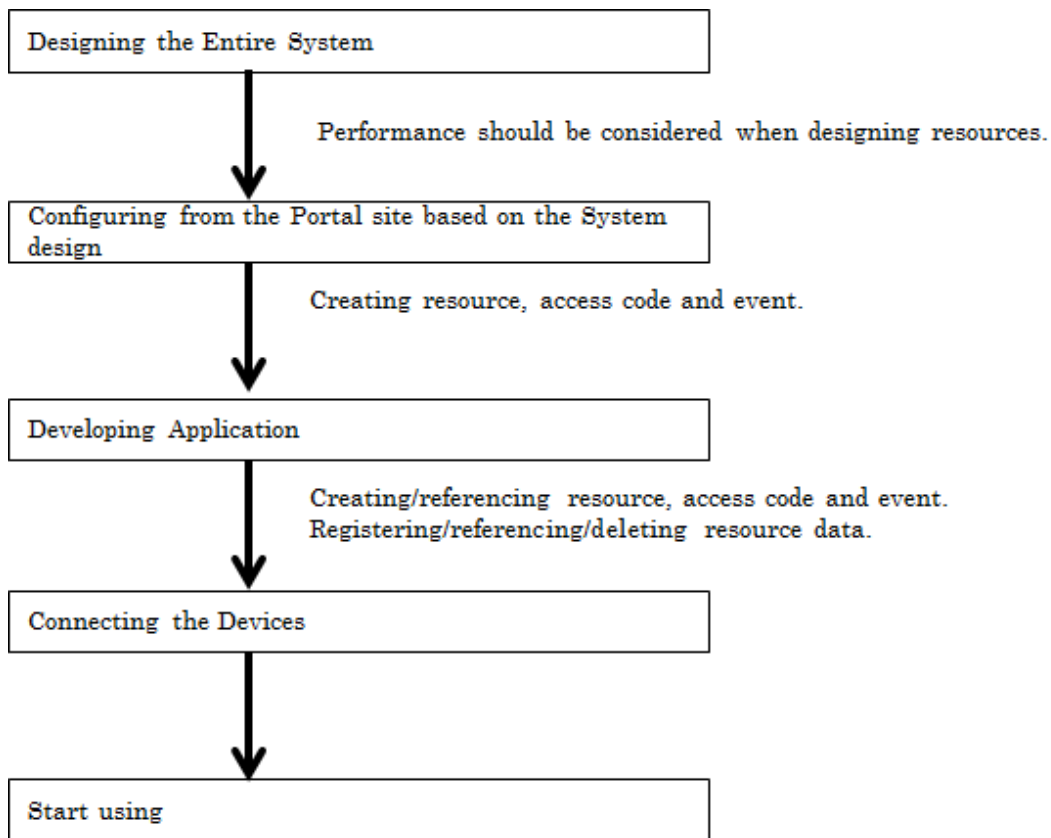 Designing the Entire System
Performance should be considered when designing resources.
Configuring from the Portal site based on the System
design
Creating resource, access code and event.
Developing Application
Creating/referencing resource, access code and event.
Registering/referencing/deleting resource data.
Connecting the Devices
Start using